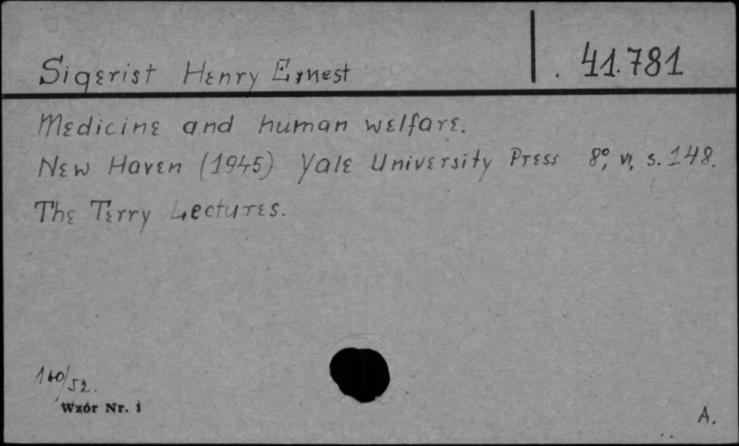 Sigerist Henry Ernest
41.781
Medicine and human welfare.
New Haven (1945) Yale University Press 8°, vi, s. 148.
The Terry Lectures.
160/52.
Wzór Nr. 1
A.